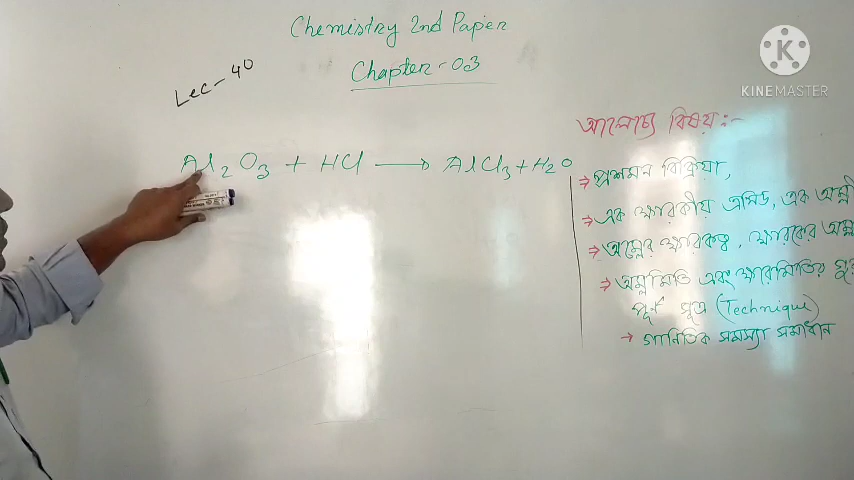 Chemistry 2nd Paper
Lec-40
Chapter-03
Al2O3 + HCl → AlCl3 + H2O
আলোচ্য বিষয়:-
⇒ প্রশমন বিক্রিয়া,
⇒ এক ক্ষারকীয় এসিড, এক অম্লী
⇒ অম্লের ক্ষারকত্ব, ক্ষারকের অম্ল
⇒ অম্লমিতি এবং ক্ষারমিতির
সূত্র (Technique)
→ গানিতিক সমস্যা সমাধান
K
KINEMASTER